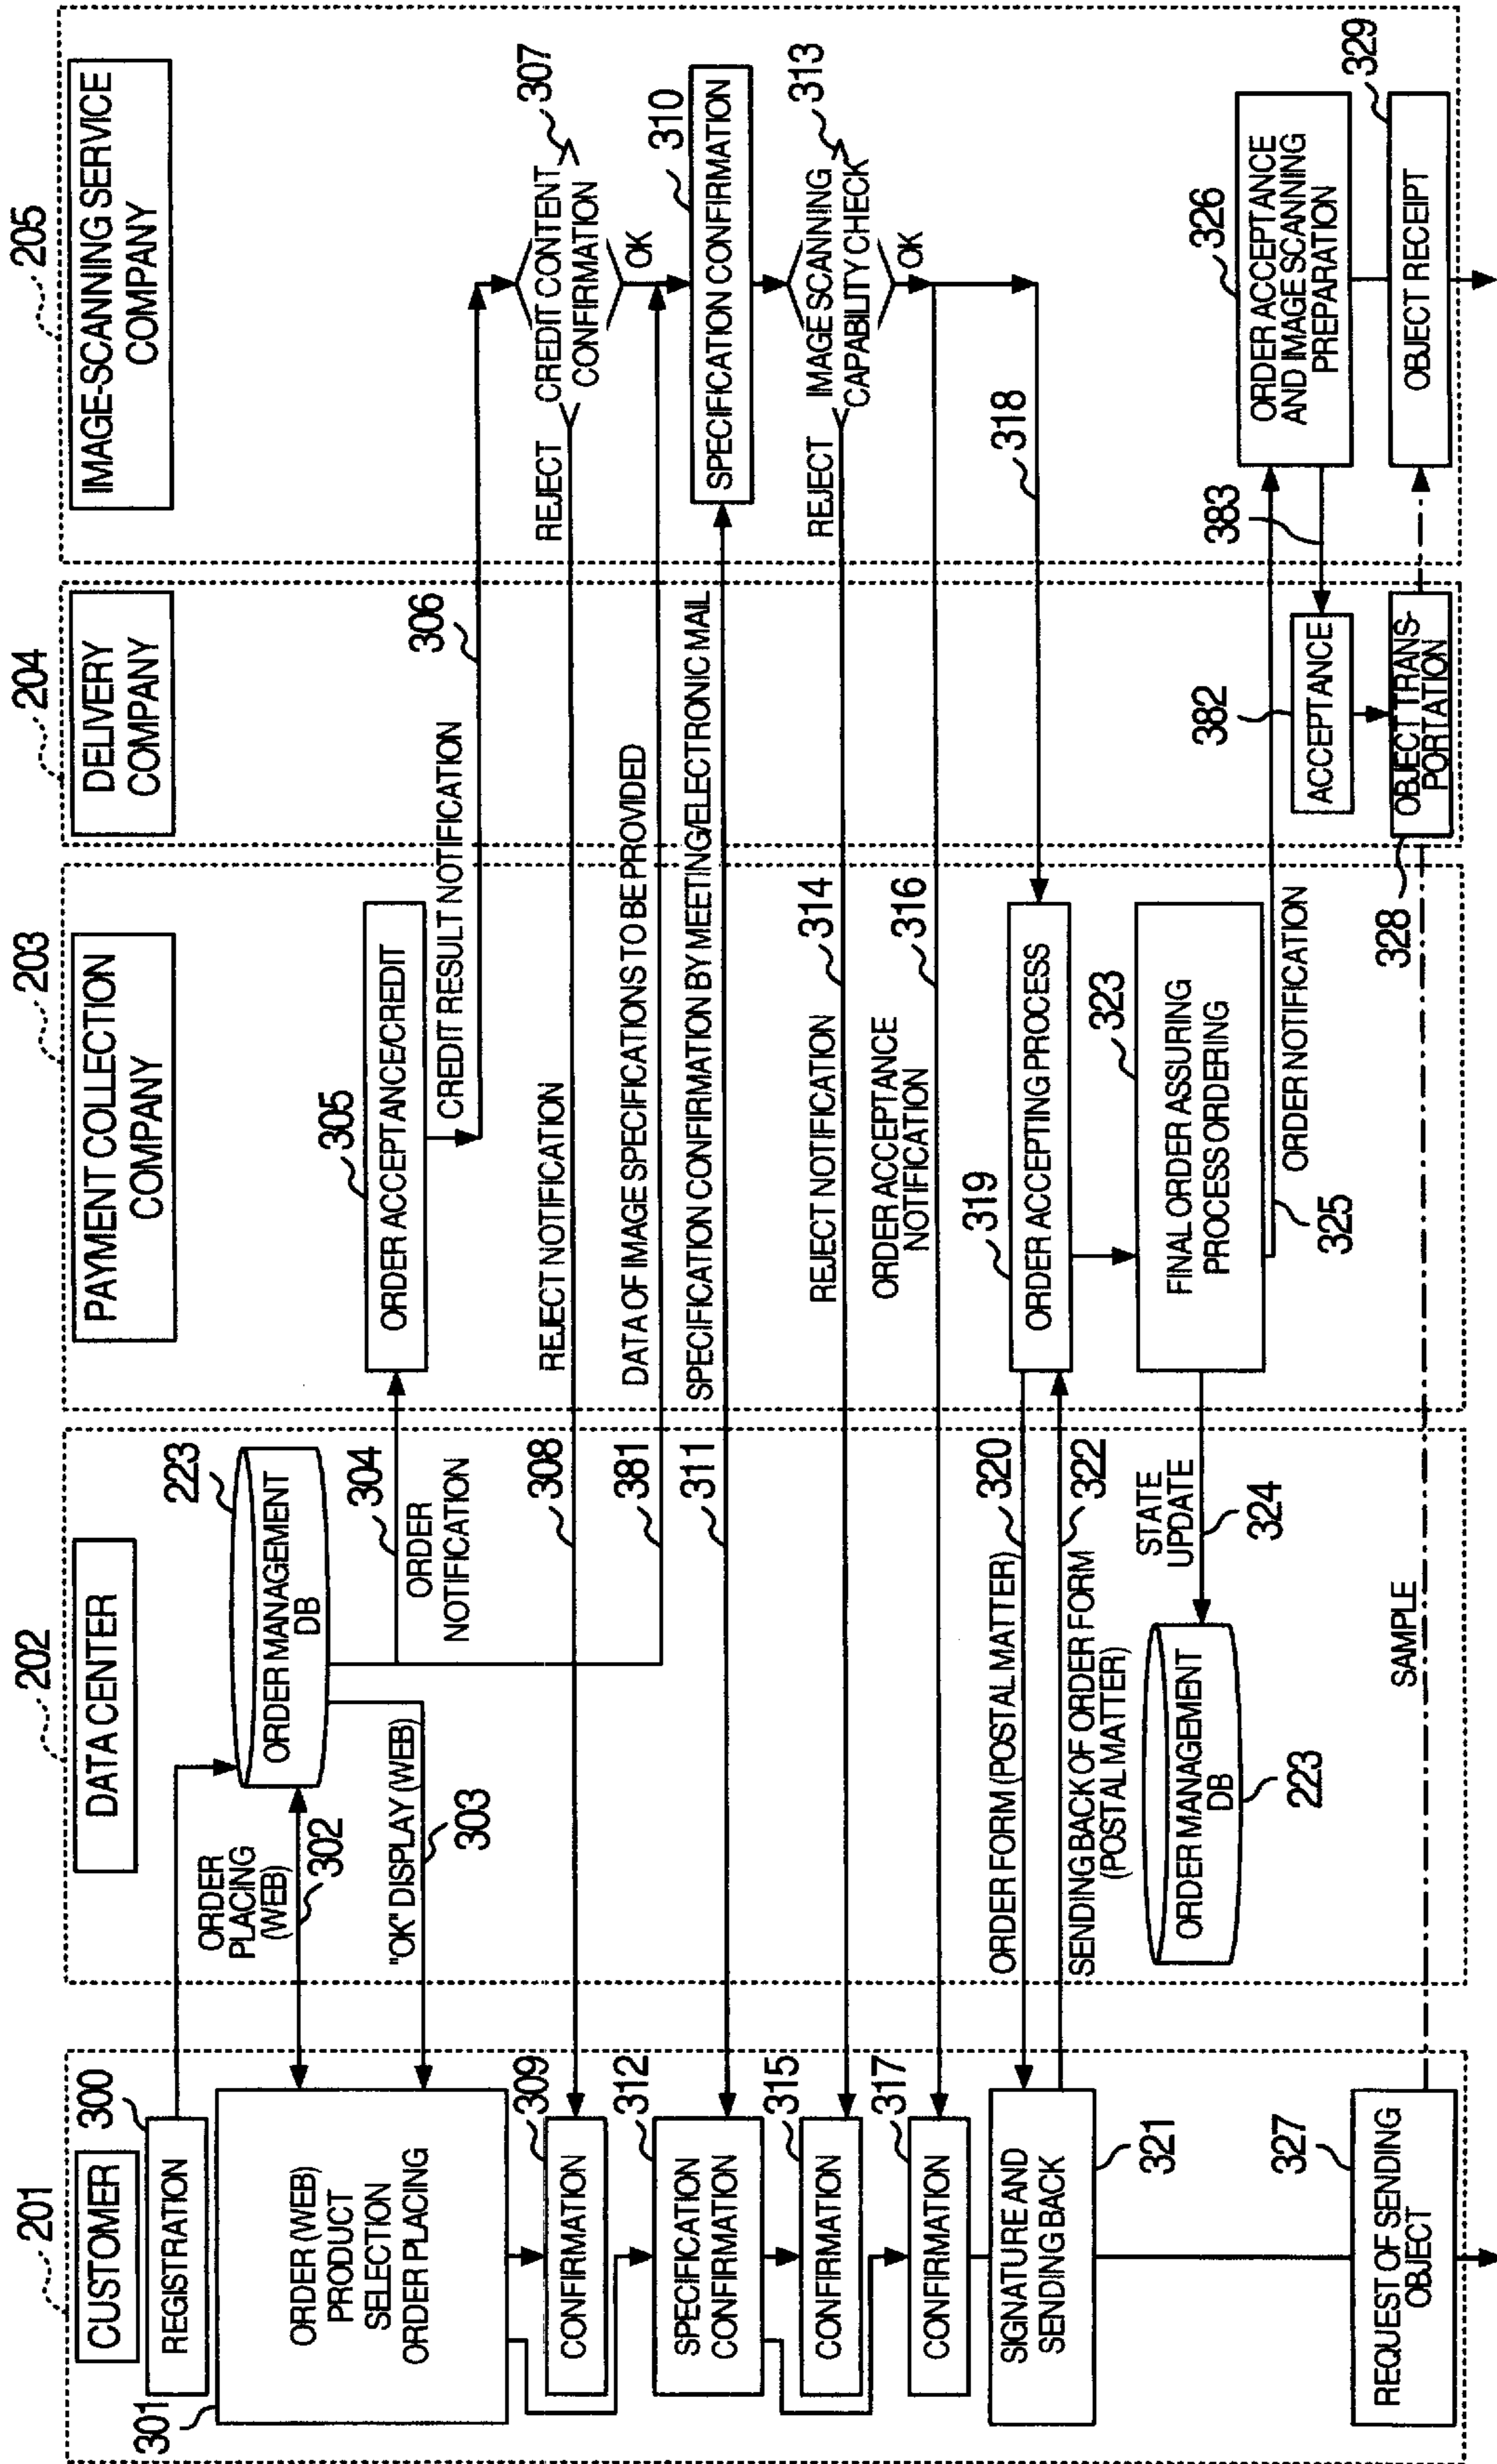 201
CUSTOMER
300
REGISTRATION
301
ORDER (WEB)
PRODUCT
SELECTION
ORDER PLACING
309
CONFIRMATION
312
SPECIFICATION
CONFIRMATION
315
CONFIRMATION
317
CONFIRMATION
SIGNATURE AND
SENDING BACK
321
327
REQUEST OF SENDING
OBJECT
202
DATA CENTER
ORDER
PLACING
(WEB)
302
223
ORDER MANAGEMENT
DB
"OK" DISPLAY (WEB)
303
304
ORDER
NOTIFICATION
308
381
311
320
ORDER FORM (POSTAL MATTER)
322
SENDING BACK OF ORDER FORM
(POSTAL MATTER)
STATE
UPDATE
324
ORDER MANAGEMENT
DB
223
SAMPLE
203
PAYMENT COLLECTION
COMPANY
305
ORDER ACCEPTANCE/CREDIT
CREDIT RESULT NOTIFICATION
REJECT NOTIFICATION
DATA OF IMAGE SPECIFICATIONS TO BE PROVIDED
SPECIFICATION CONFIRMATION BY MEETING/ELECTRONIC MAIL
REJECT NOTIFICATION
314
ORDER ACCEPTANCE
NOTIFICATION
316
319
ORDER ACCEPTING PROCESS
323
FINAL ORDER ASSURING
PROCESS ORDERING
325
ORDER NOTIFICATION
204
DELIVERY
COMPANY
306
382
ACCEPTANCE
328
OBJECT TRANS-
PORTATION
205
IMAGE-SCANNING SERVICE
COMPANY
307
CREDIT CONTENT
CONFIRMATION
REJECT
OK
310
SPECIFICATION CONFIRMATION
313
IMAGE SCANNING
CAPABILITY CHECK
REJECT
OK
318
326
ORDER ACCEPTANCE
AND IMAGE SCANNING
PREPARATION
383
329
OBJECT RECEIPT